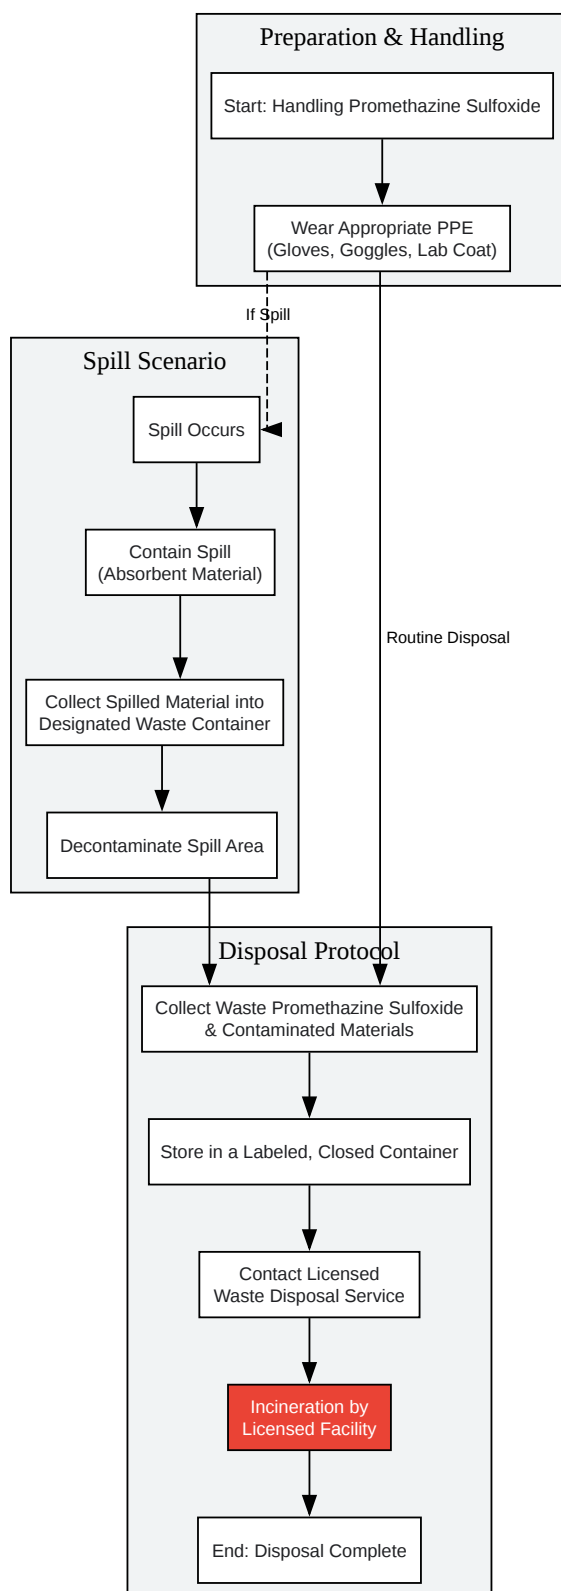 Preparation & Handling
Start: Handling Promethazine Sulfoxide
Wear Appropriate PPE
(Gloves, Goggles, Lab Coat)
If Spill
Spill Scenario
Spill Occurs
Contain Spill
(Absorbent Material)
Routine Disposal
Collect Spilled Material into
Designated Waste Container
Decontaminate Spill Area
Disposal Protocol
Collect Waste Promethazine Sulfoxide
& Contaminated Materials
Store in a Labeled, Closed Container
Contact Licensed
Waste Disposal Service
Incineration by
Licensed Facility
End: Disposal Complete